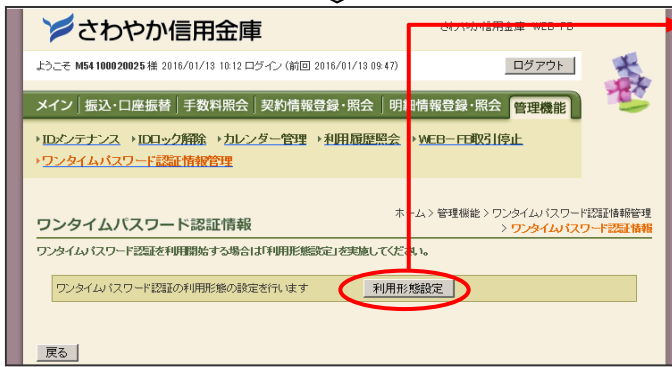 さわやか信用金庫
さわやか信用金庫 WEB-FB
ようこそ M54100020025 様 2016/01/13 10:12 ログイン (前回 2016/01/13 09:47)
ログアウト
メイン 振込・口座振替 手数料照会 契約情報登録・照会 明細情報登録・照会 管理機能
IDメンテナンス IDロック解除 カレンダー管理 利用履歴照会 WEB-FB取引停止
ワンタイムパスワード認証情報管理
ホーム > 管理機能 > ワンタイムパスワード認証情報管理
> ワンタイムパスワード認証情報
ワンタイムパスワード認証情報
ワンタイムパスワード認証を利用開始する場合は「利用形態設定」を実施してください。
ワンタイムパスワード認証の利用形態の設定を行います 利用形態設定
戻る